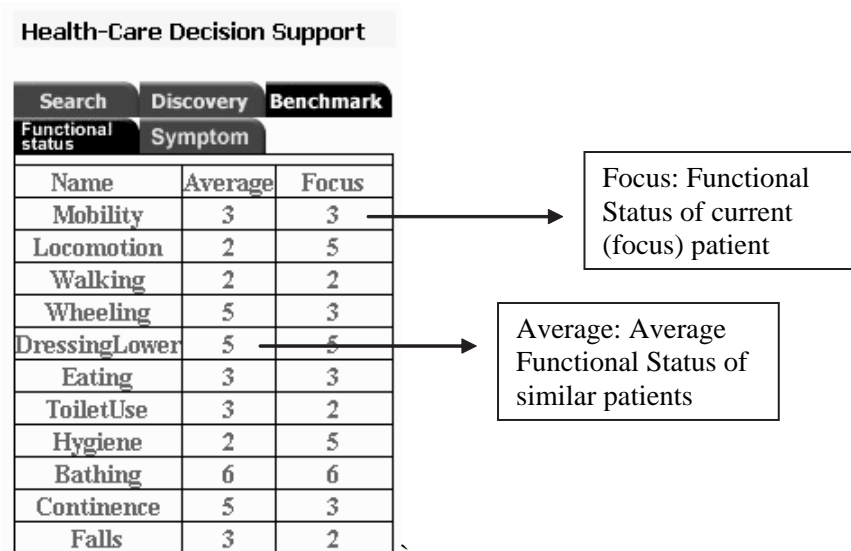 Health-Care Decision Support
Search Discovery Benchmark
Functional status Symptom
Name Average Focus
Mobility 3 3
Locomotion 2 5
Walking 2 2
Wheeling 5 3
DressingLower 5 5
Eating 3 3
ToiletUse 3 2
Hygiene 2 5
Bathing 6 6
Continence 5 3
Falls 3 2
`
Focus: Functional
Status of current
(focus) patient
Average: Average
Functional Status of
similar patients